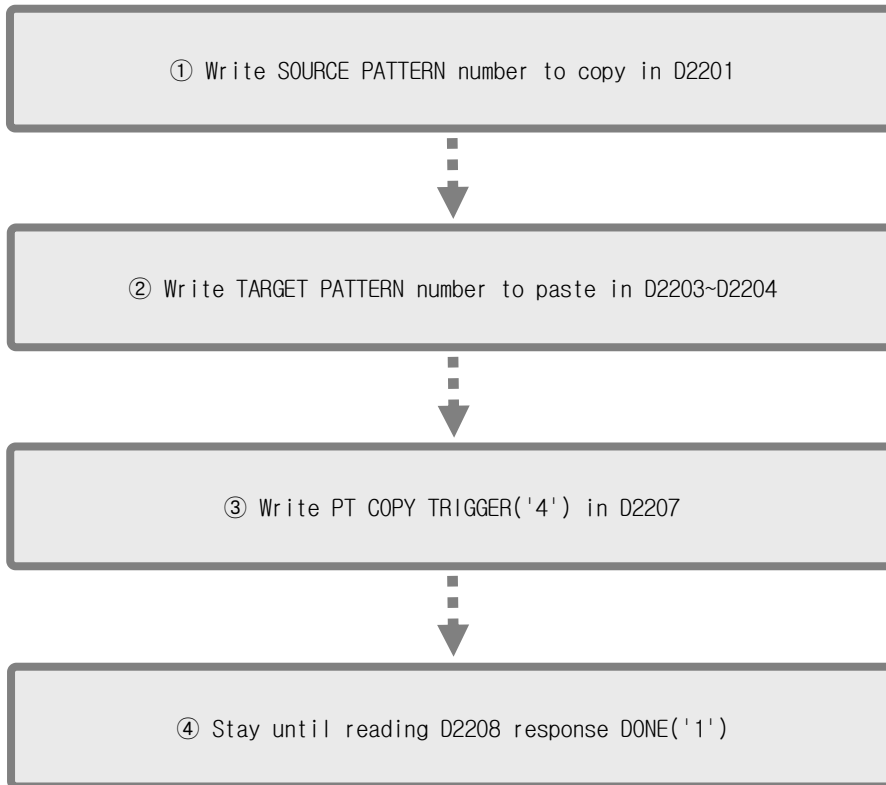 ① Write SOURCE PATTERN number to copy in D2201
② Write TARGET PATTERN number to paste in D2203~D2204
③ Write PT COPY TRIGGER('4') in D2207
④ Stay until reading D2208 response DONE('1')